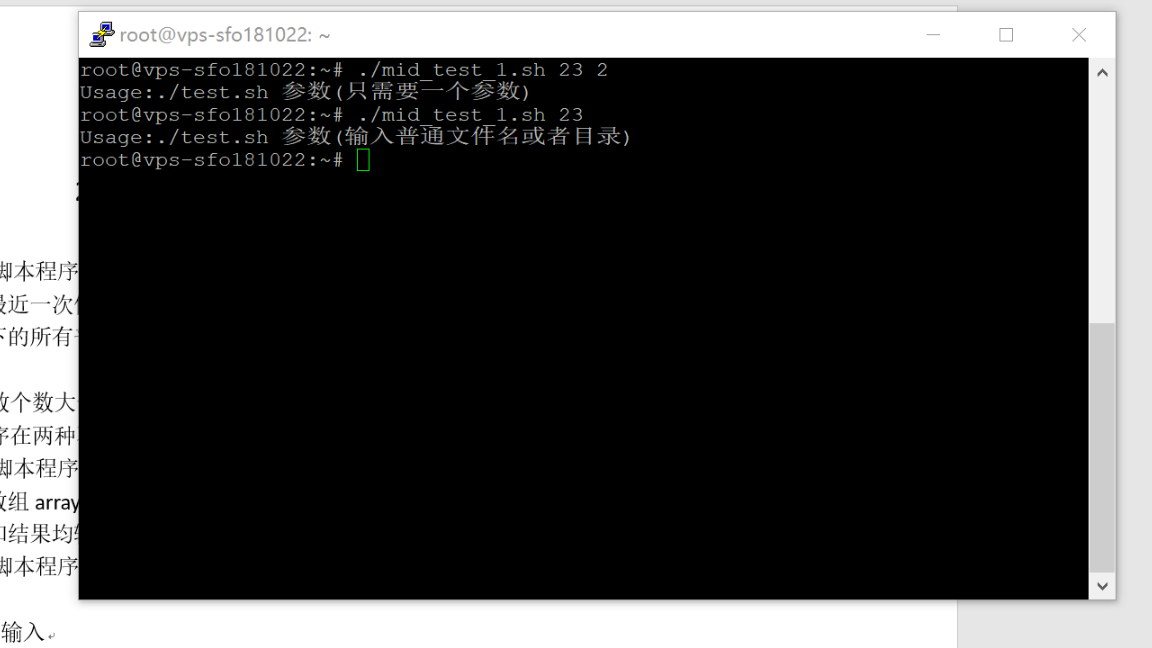 root@vps-sfo181022: ~
root@vps-sfo181022:~# ./mid_test_1.sh 23 2
Usage:./test.sh 参数(只需要一个参数)
root@vps-sfo181022:~# ./mid_test_1.sh 23
Usage:./test.sh 参数(输入普通文件名或者目录)
root@vps-sfo181022:~#
脚本程序
最近一次
下的所有
数个数大
序在两种
脚本程序
数组 array
和结果均
脚本程序
输入